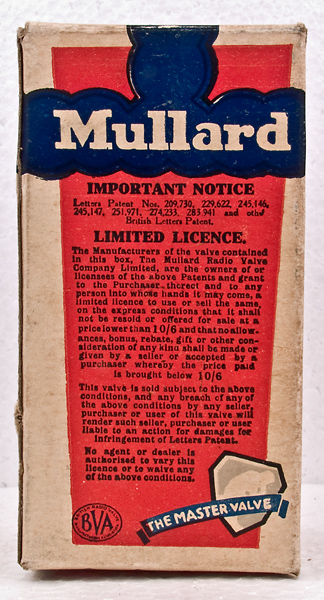 Mullard
IMPORTANT NOTICE
Letters Patent Nos. 209,730, 229,622, 245,146,
245,147, 251,971, 274,233, 283,941 and other
British Letters Patent.
LIMITED LICENCE.
The Manufacturers of the valve contained
in this box, The Mullard Radio Valve
Company Limited, are the owners of or
licensees of the above Patents and grant
to the Purchaser thereof and to any
person into whose hands it may come, a
limited licence to use or sell the same,
on the express conditions that it shall
not be resold or offered for sale at a
price lower than 10/6 and that no allow-
ances, bonus, rebate, gift or other con-
sideration of any kind shall be made or
given by a seller or accepted by a
purchaser whereby the price paid
is brought below 10/6
This valve is sold subject to the above
conditions, and any breach of any of
the above conditions by any seller,
purchaser or user of this valve will
render such seller, purchaser or user
liable to an action for damages for
Infringement of Letters Patent.
No agent or dealer is
authorised to vary this
licence or to waive any
of the above conditions.
BVA
THE MASTER VALVE